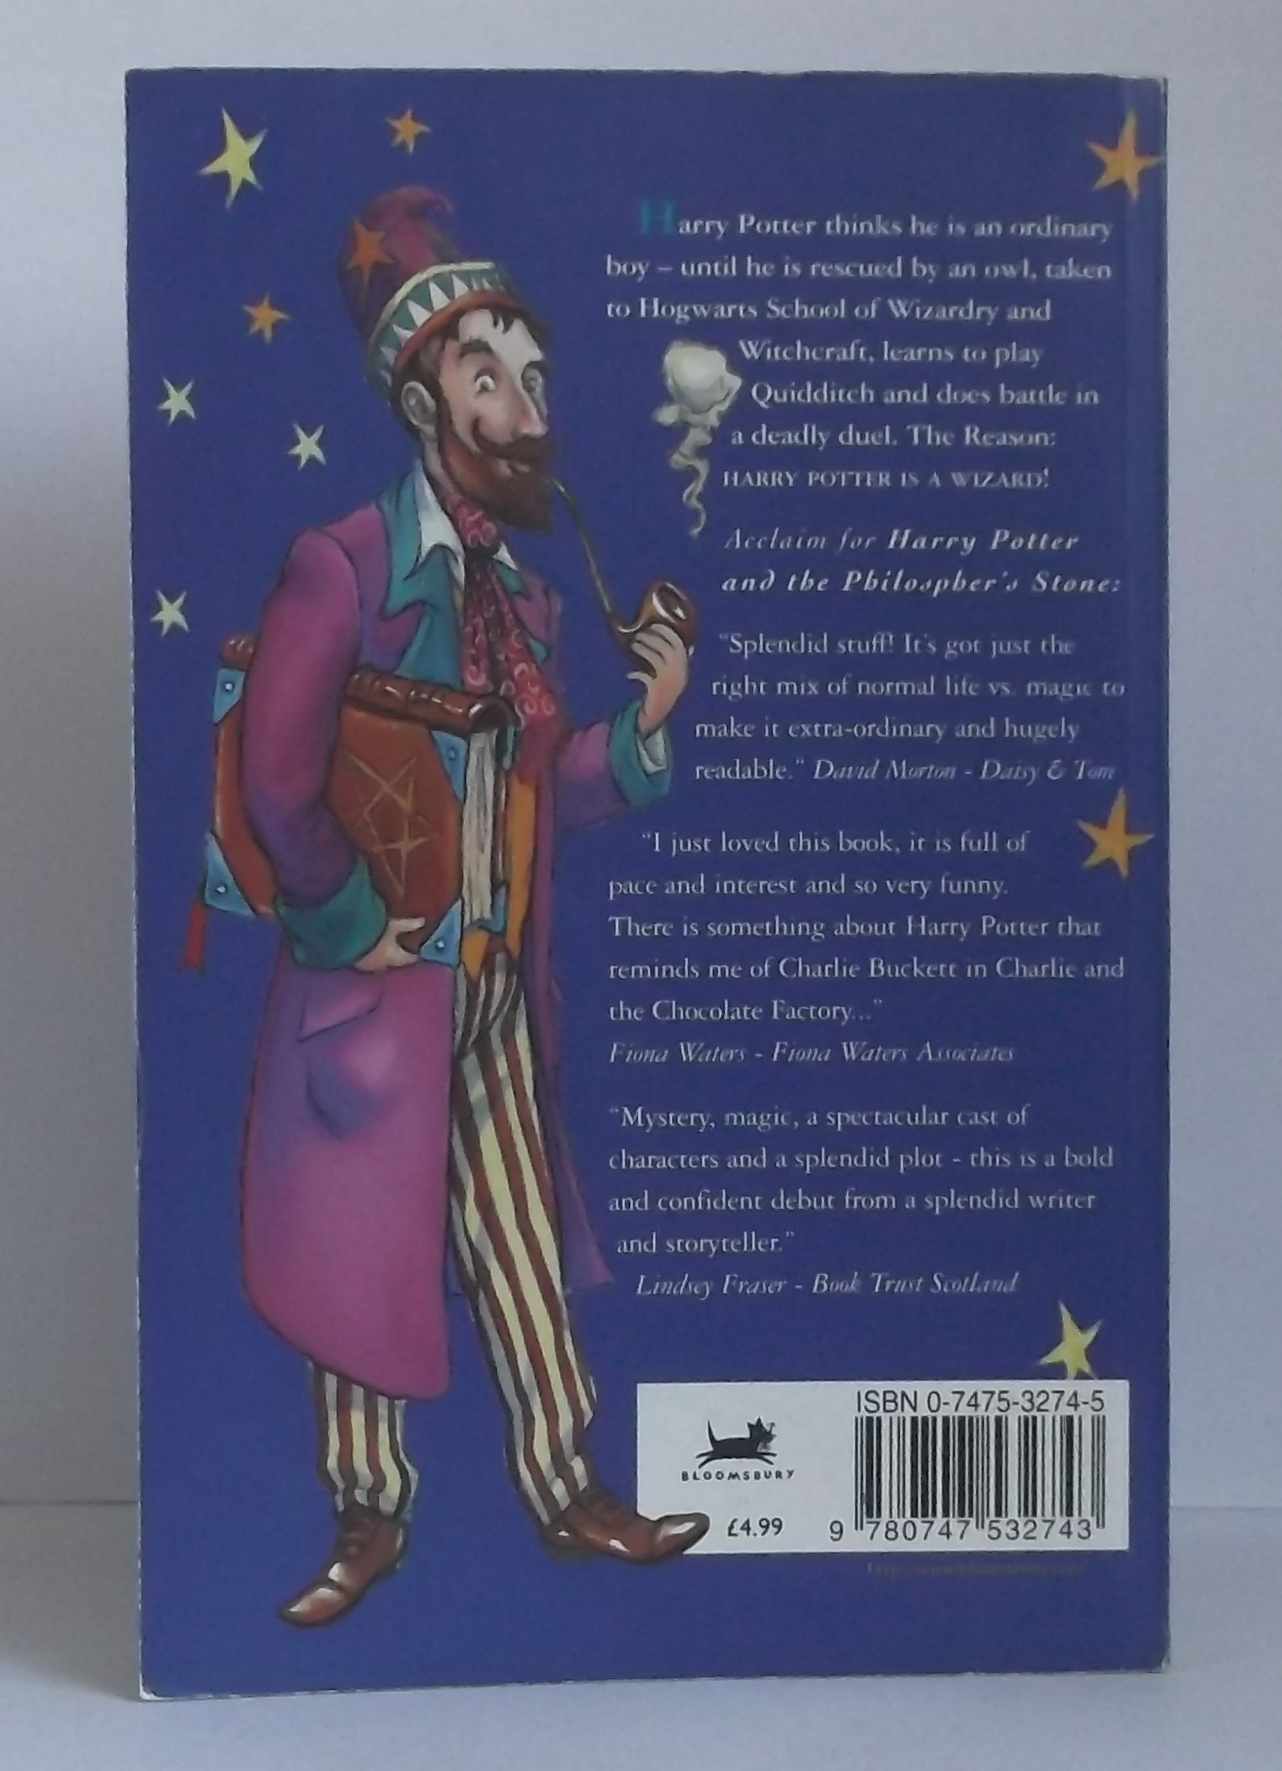 Harry Potter thinks he is an ordinary
boy – until he is rescued by an owl, taken
to Hogwarts School of Wizardry and
Witchcraft, learns to play
Quidditch and does battle in
a deadly duel. The Reason:
HARRY POTTER IS A WIZARD!
Acclaim for Harry Potter
and the Philospher's Stone:
"Splendid stuff! It's got just the
right mix of normal life vs. magic to
make it extra-ordinary and hugely
readable." David Morton - Daisy & Tom
"I just loved this book, it is full of
pace and interest and so very funny.
There is something about Harry Potter that
reminds me of Charlie Buckett in Charlie and
the Chocolate Factory..."
Fiona Waters - Fiona Waters Associates
"Mystery, magic, a spectacular cast of
characters and a splendid plot - this is a bold
and confident debut from a splendid writer
and storyteller."
Lindsey Fraser - Book Trust Scotland
ISBN 0-7475-3274-5
BLOOMSBURY
£4.99
9 780747 532743